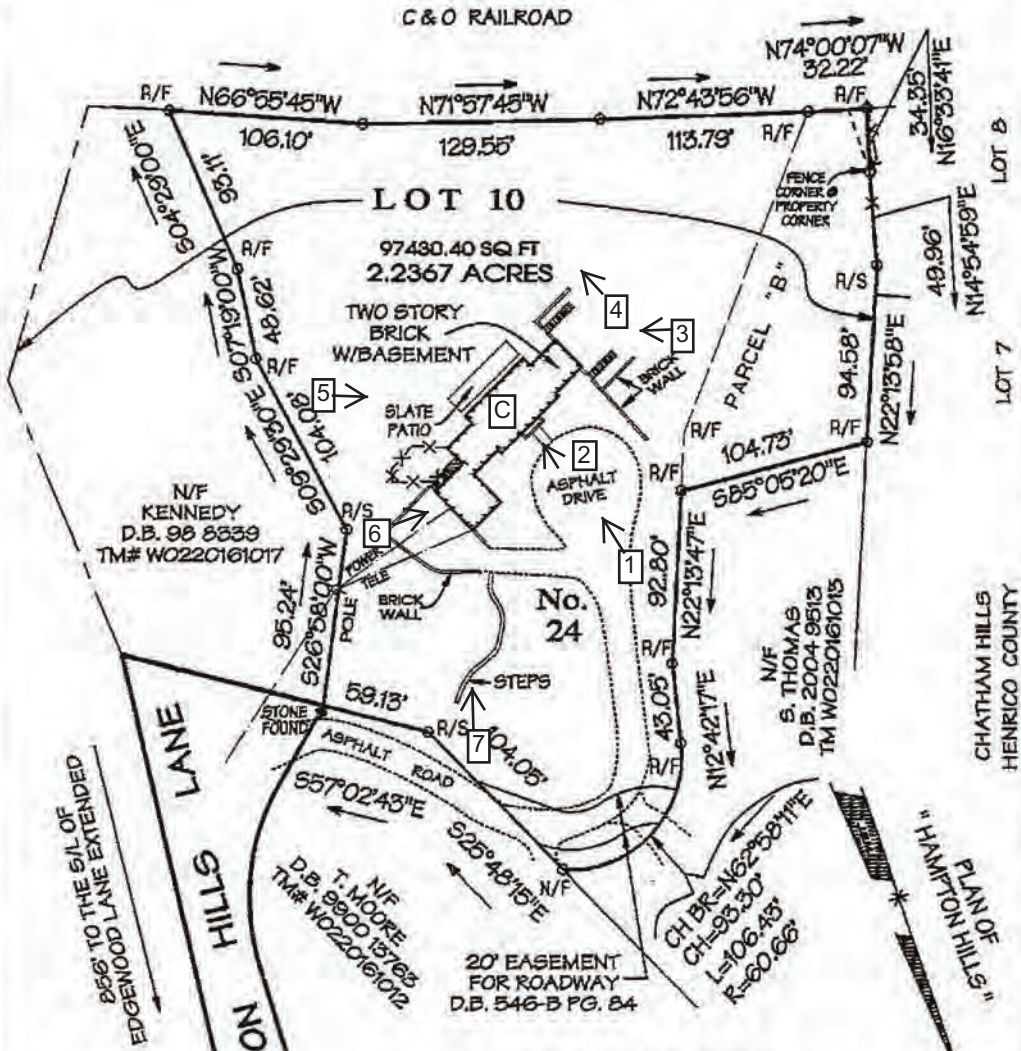 C & O RAILROAD
N74°00'07"W
32.22'
R/F
N66°55'45"W
N71°57'45"W
N72°43'56"W
R/F
106.10'
129.55'
113.79'
R/F
34.35
N16°33'41"E
LOT 8
S04°29'00"E
93.11'
FENCE
CORNER @
PROPERTY
CORNER
LOT 10
97430.40 SQ FT
2.2367 ACRES
R/F
R/S
49.96'
N14°54'59"E
PARCEL "B"
S07°19'00"W
48.62'
R/F
TWO STORY
BRICK
W/BASEMENT
4
3
BRICK
WALL
94.58'
N22°13'58"E
LOT 7
5
S09°29'30"E
104.08'
SLATE
PATIO
C
2
ASPHALT
DRIVE
R/F
104.73'
R/F
R/F
S85°05'20"E
N/F
KENNEDY
D.B. 98 8339
TM# W0220161017
R/S
6
POWER
TELE
1
92.80'
N22°13'47"E
95.24'
S26°58'00"W
POLE
BRICK
WALL
No.
24
N/F
S. THOMAS
D.B. 2004 9513
TM W0220161013
CHATHAM HILLS
HENRICO COUNTY
STEPS
R/F
59.13'
STONE
FOUND
R/S
7
104.05'
43.05'
N12°42'17"E
R/F
ASPHALT ROAD
S57°02'43"E
S25°48'15"E
N/F
856' TO THE S/L OF
EDGEWOOD LANE EXTENDED
ON HILLS LANE
N/F
T. MOORE
D.B. 9900 13763
TM# W0220161012
20' EASEMENT
FOR ROADWAY
D.B. 546-B PG. 84
CH BR=N62°58'11"E
CH=93.30'
L=106.43'
R=60.66'
PLAN OF
"HAMPTON HILLS"